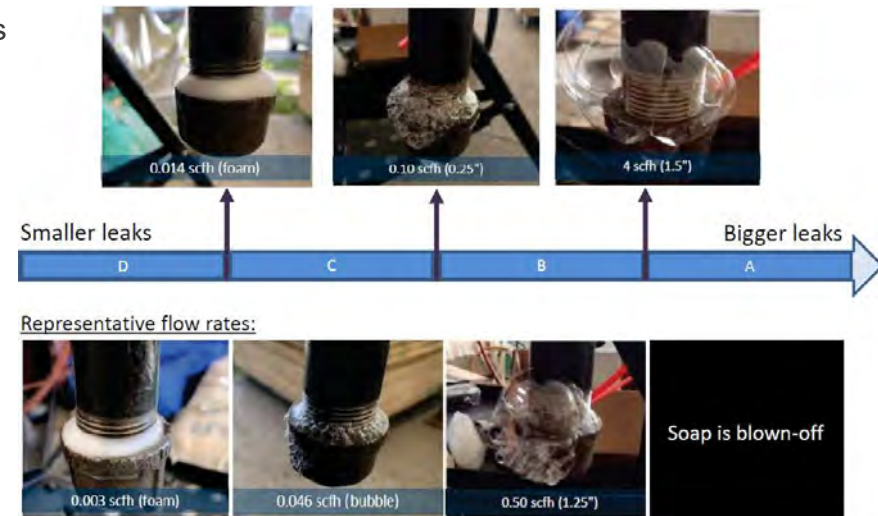 s
0.014 scfh (foam)
0.10 scfh (0.25")
4 scfh (1.5")
Smaller leaks
Bigger leaks
D
C
B
A
Representative flow rates:
0.003 scfh (foam)
0.046 scfh (bubble)
0.50 scfh (1.25")
Soap is blown-off